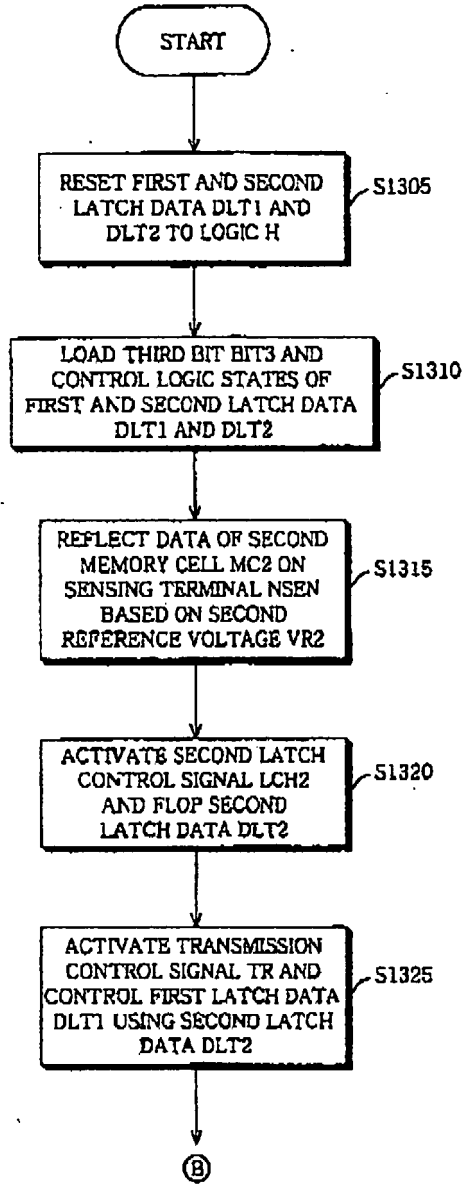 START
RESET FIRST AND SECOND
LATCH DATA DLT1 AND
DLT2 TO LOGIC H
S1305
LOAD THIRD BIT BIT3 AND
CONTROL LOGIC STATES OF
FIRST AND SECOND LATCH DATA
DLT1 AND DLT2
S1310
REFLECT DATA OF SECOND
MEMORY CELL MC2 ON
SENSING TERMINAL NSEN
BASED ON SECOND
REFERENCE VOLTAGE VR2
S1315
ACTIVATE SECOND LATCH
CONTROL SIGNAL LCH2
AND FLOP SECOND
LATCH DATA DLT2
S1320
ACTIVATE TRANSMISSION
CONTROL SIGNAL TR AND
CONTROL FIRST LATCH DATA
DLT1 USING SECOND LATCH
DATA DLT2
S1325
B